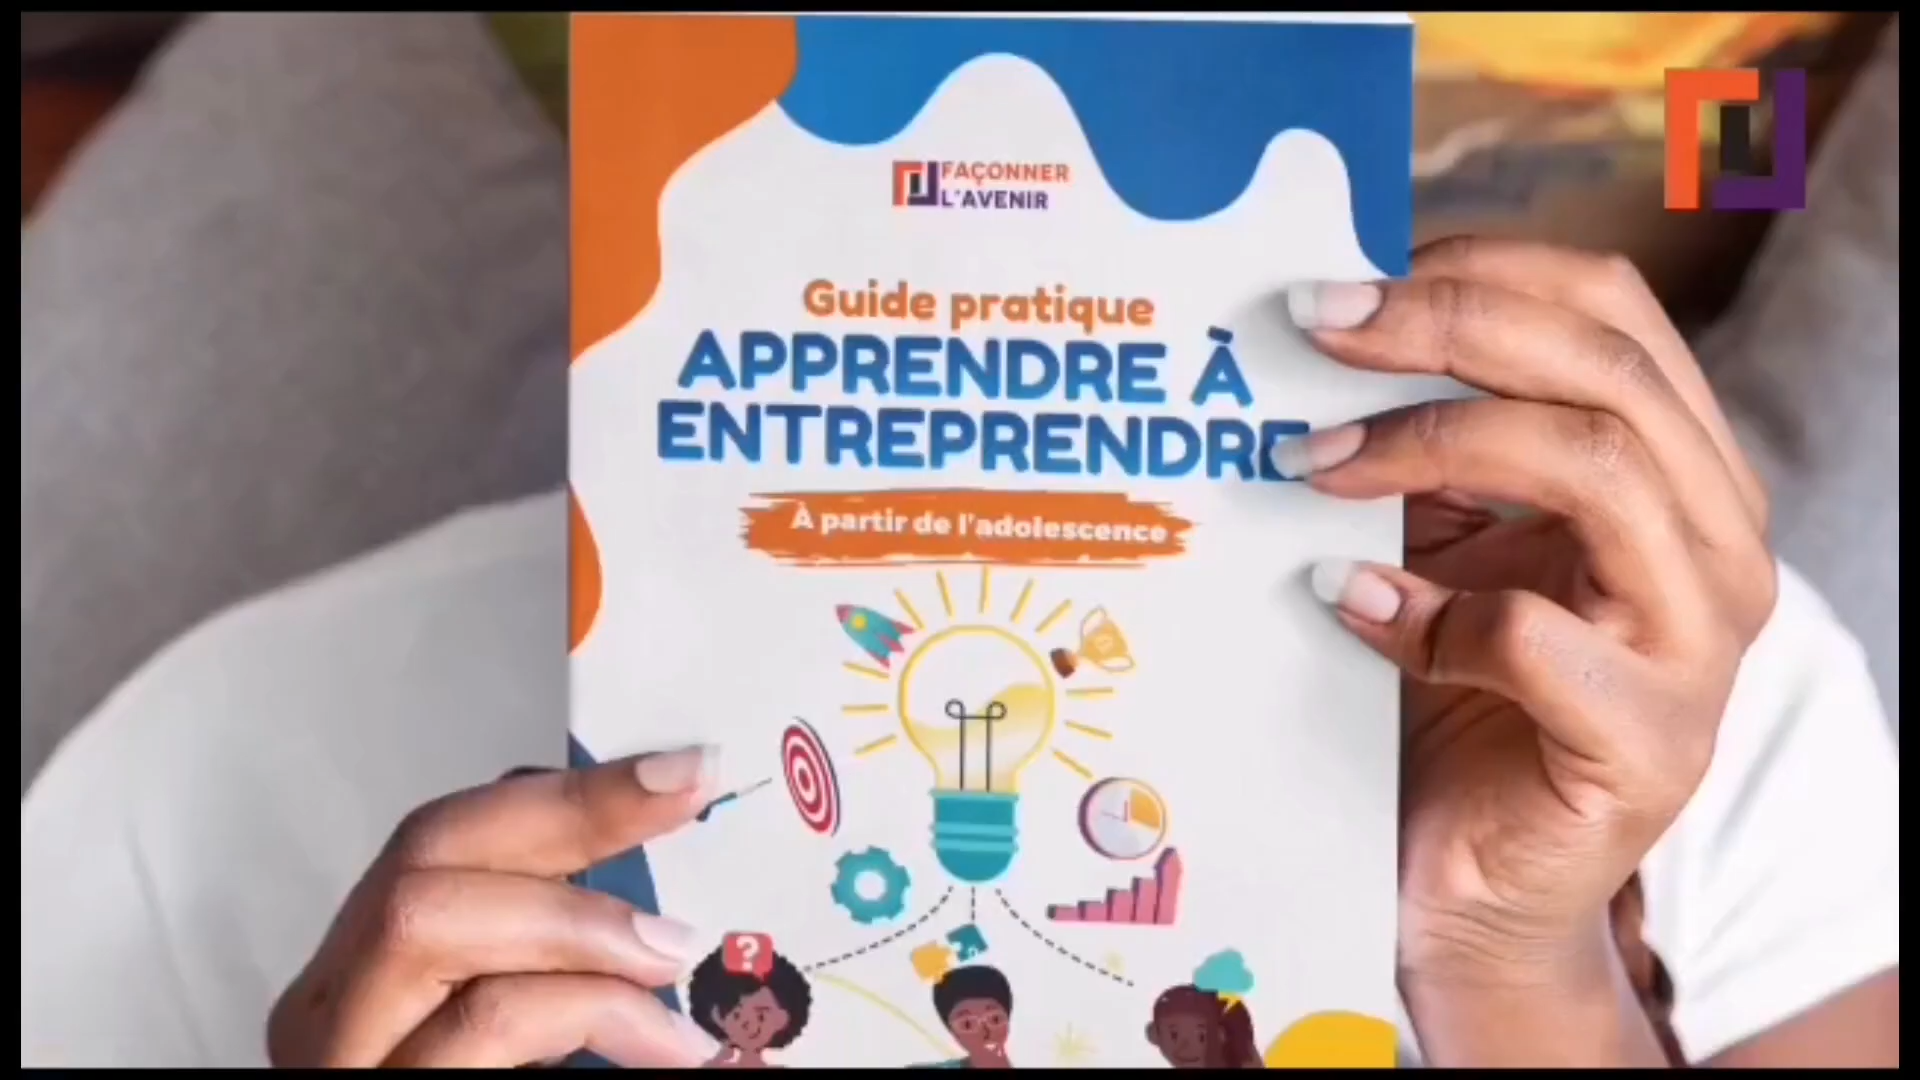 FAÇONNER
L'AVENIR
Guide pratique
APPRENDRE À
ENTREPRENDRE
À partir de l'adolescence
?